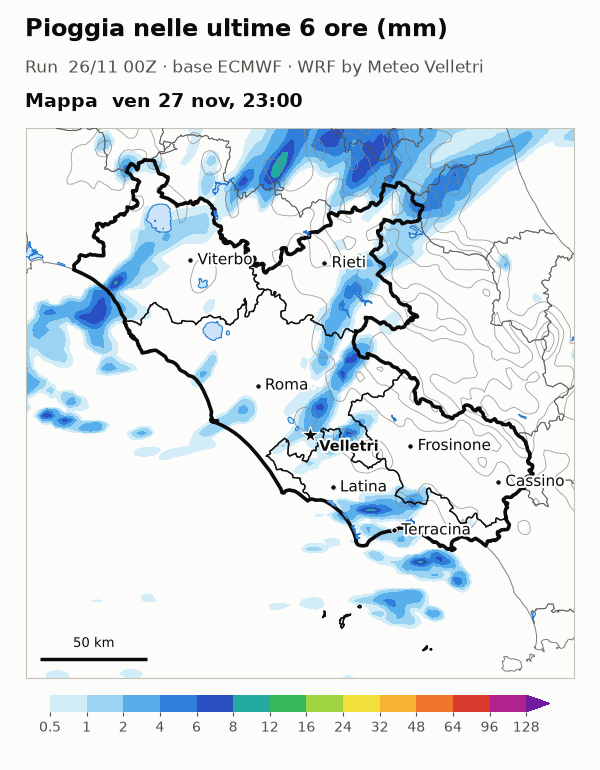 Pioggia nelle ultime 6 ore (mm)
Run  26/11 00Z · base ECMWF · WRF by Meteo Velletri
Mappa  ven 27 nov, 23:00
Viterbo
Rieti
Roma
Velletri
Frosinone
Cassino
Latina
Terracina
50 km
0.5 1 2 4 6 8 12 16 24 32 48 64 96 128